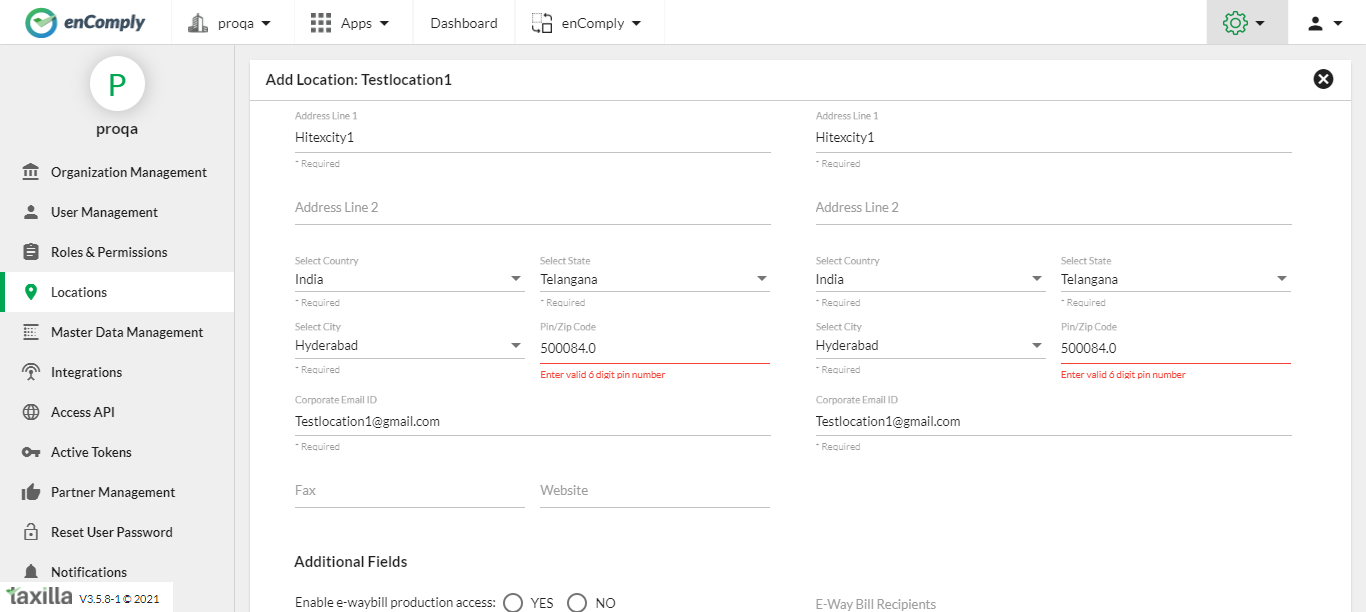 enComply
proqa
Apps
Dashboard
enComply
P
proqa
Organization Management
User Management
Roles & Permissions
Locations
Master Data Management
Integrations
Access API
Active Tokens
Partner Management
Reset User Password
Notifications
taxilla V3.5.8-1 © 2021
Add Location: Testlocation1
Address Line 1 Address Line 1
Hitexcity1 Hitexcity1
* Required * Required
Address Line 2 Address Line 2
Select Country Select State Select Country Select State
India Telangana India Telangana
* Required * Required * Required * Required
Select City Pin/Zip Code Select City Pin/Zip Code
Hyderabad 500084.0 Hyderabad 500084.0
* Required Enter valid 6 digit pin number * Required Enter valid 6 digit pin number
Corporate Email ID Corporate Email ID
Testlocation1@gmail.com Testlocation1@gmail.com
* Required * Required
Fax Website
Additional Fields
Enable e-waybill production access: YES NO E-Way Bill Recipients